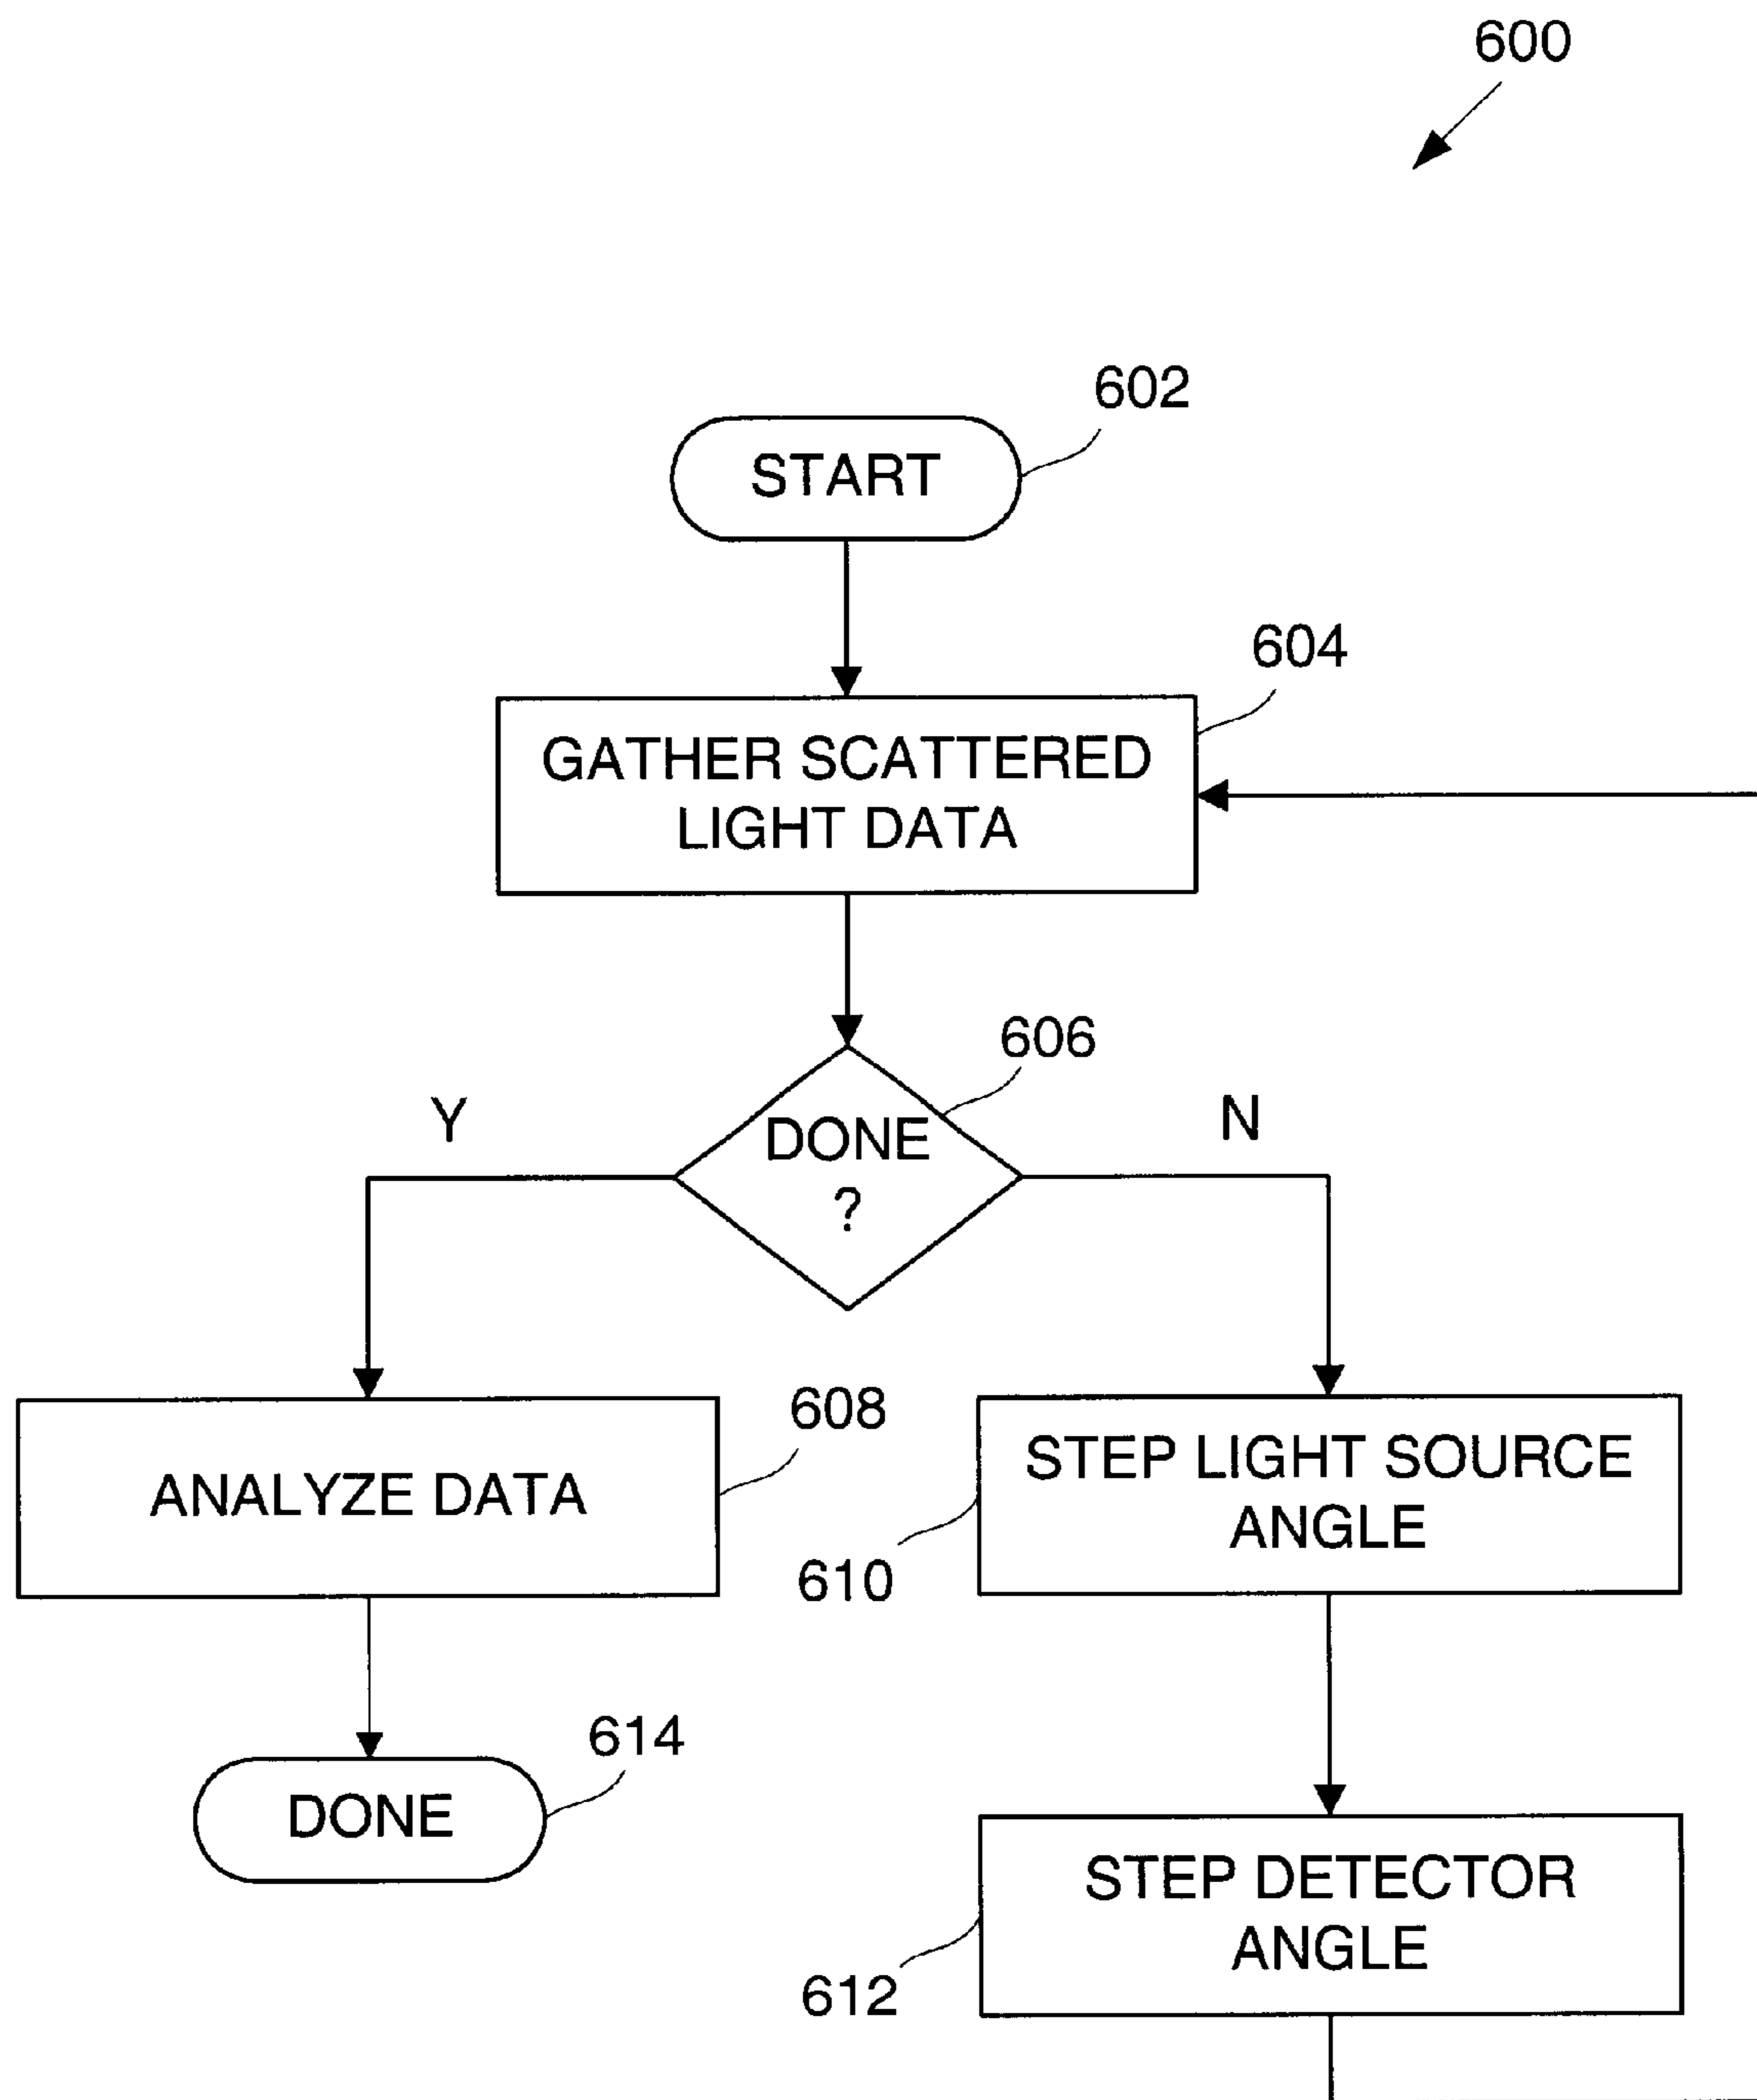 600
602
START
604
GATHER SCATTERED
LIGHT DATA
606
Y
N
DONE
?
608
ANALYZE DATA
STEP LIGHT SOURCE
ANGLE
610
614
DONE
STEP DETECTOR
ANGLE
612